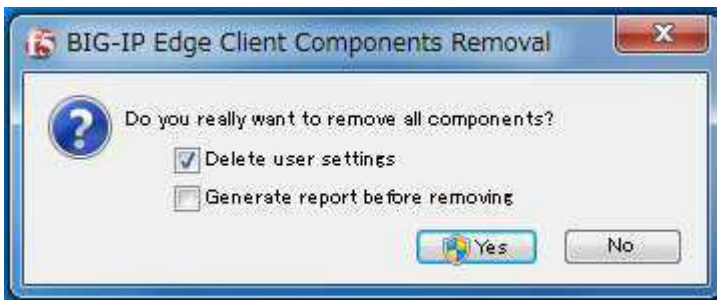 BIG-IP Edge Client Components Removal
Do you really want to remove all components?
Delete user settings
Generate report before removing
Yes
No